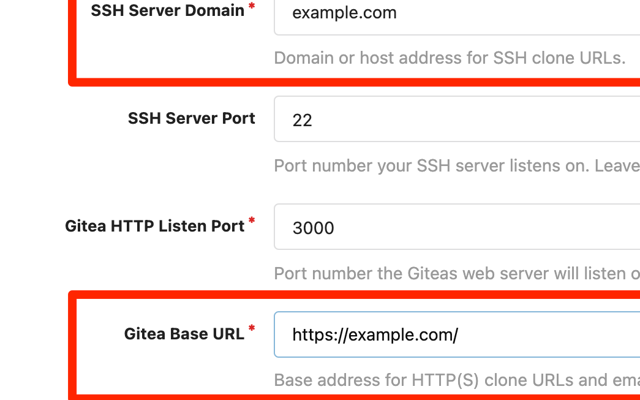 SSH Server Domain * example.com
Domain or host address for SSH clone URLs.
SSH Server Port 22
Port number your SSH server listens on. Leave
Gitea HTTP Listen Port * 3000
Port number the Giteas web server will listen
Gitea Base URL * https://example.com/
Base address for HTTP(S) clone URLs and